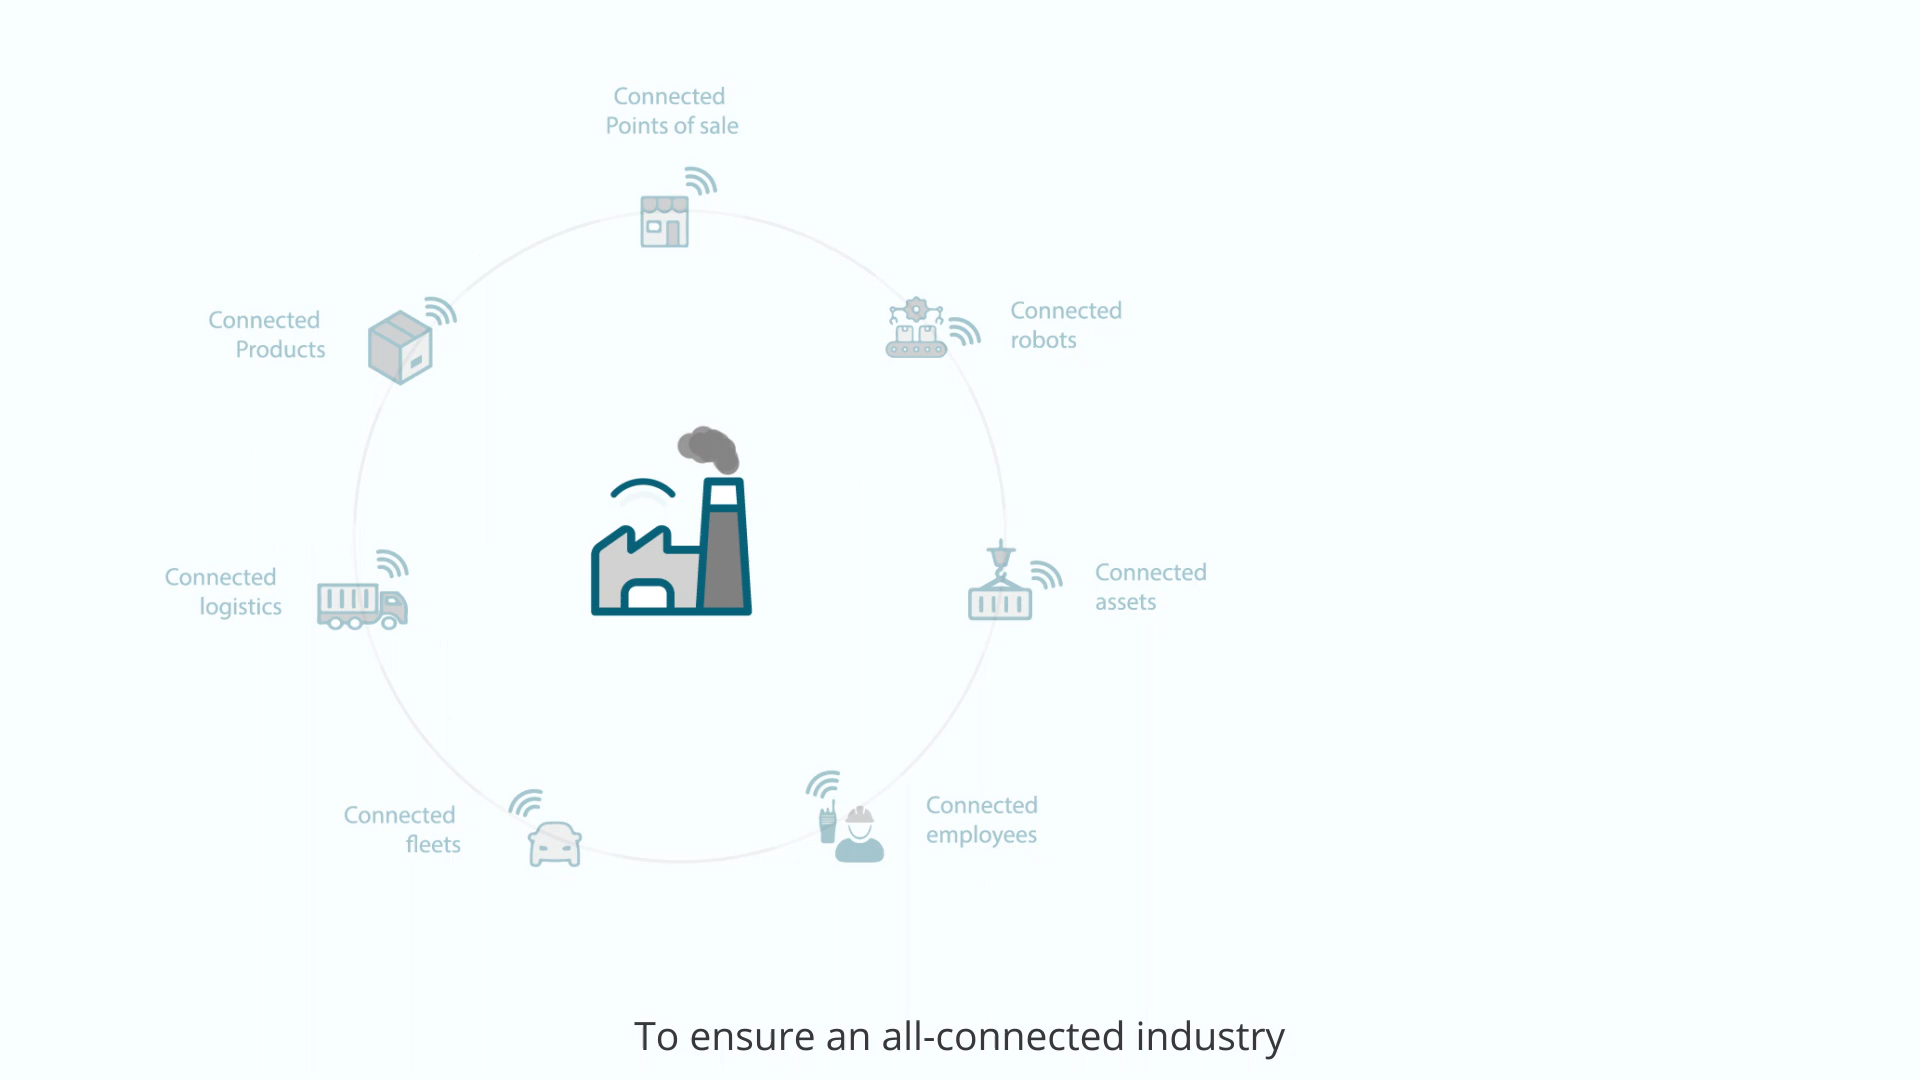 Connected
Points of sale
Connected
Products
Connected
robots
Connected
logistics
Connected
assets
Connected
fleets
Connected
employees
To ensure an all-connected industry